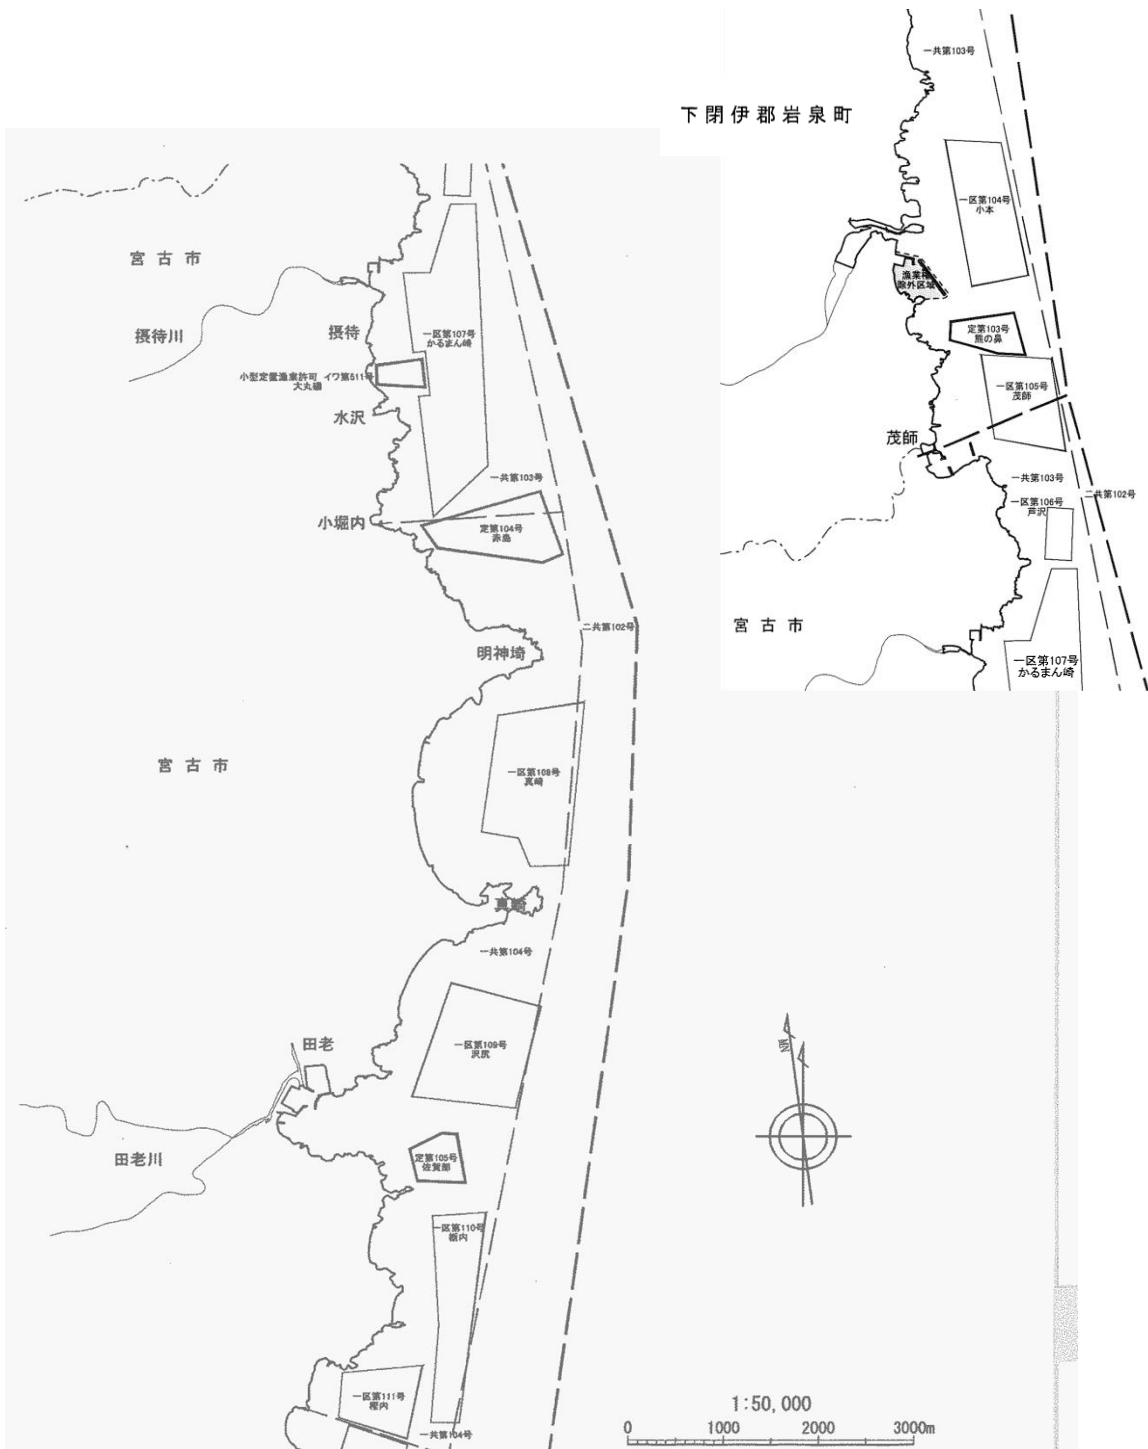 一共第103号
下閉伊郡岩泉町
一区第104号
小本
漁業権
除外区域
定第103号
熊の鼻
一区第105号
茂師
茂師
一共第103号
二共第102号
一区第106号
芦沢
宮古市
一区第107号
かるまん崎
宮古市
摂待川
摂待
一区第107号
かるまん崎
小型定置漁業許可 イワ第511号
大丸磯
水沢
一共第103号
小堀内
定第104号
赤島
二共第102号
明神埼
宮古市
一区第108号
真崎
真崎
一共第104号
田老
一区第109号
沢尻
田老川
定第105号
佐賀部
一区第110号
一区第111号
樫内
一共第104号
1:50,000
0 1000 2000 3000m